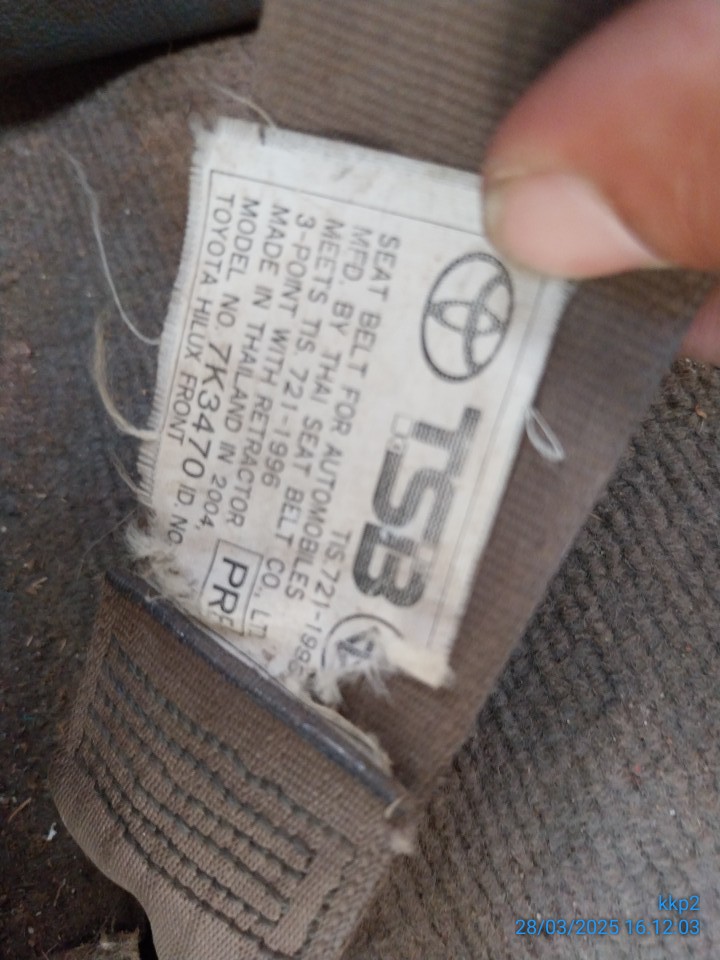 TSB
SEAT BELT FOR AUTOMOBILES TIS 721-1996
MFD. BY THAI SEAT BELT CO., LT
MEETS TIS. 721-1996
3-POINT WITH RETRACTOR
MADE IN THAILAND IN 2004.
MODEL NO. 7K3470 ID. NO.
TOYOTA HILUX FRONT
PRE
kkp2
28/03/2025 16:12:03